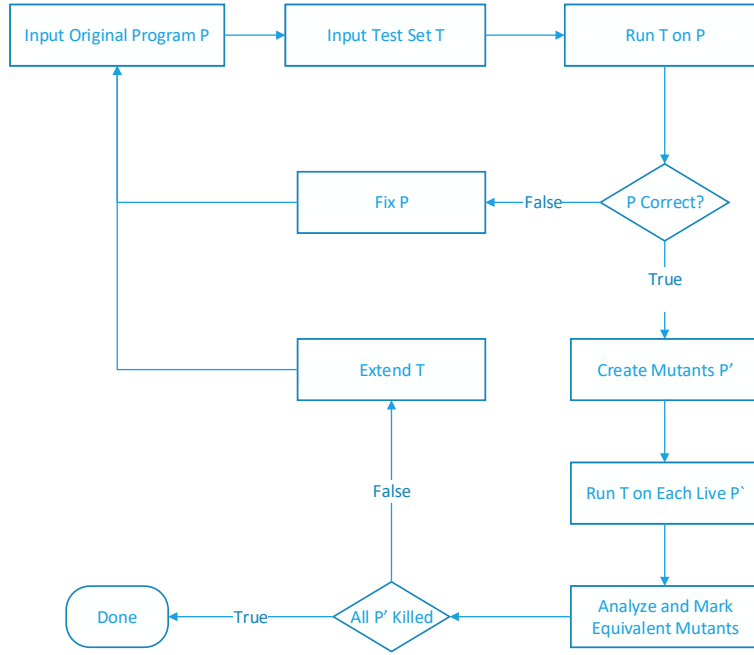 Input Original Program P
Input Test Set T
Run T on P
Fix P
False
P Correct?
True
Extend T
Create Mutants P’
False
Run T on Each Live P`
Done
True
All P’ Killed
Analyze and Mark
Equivalent Mutants